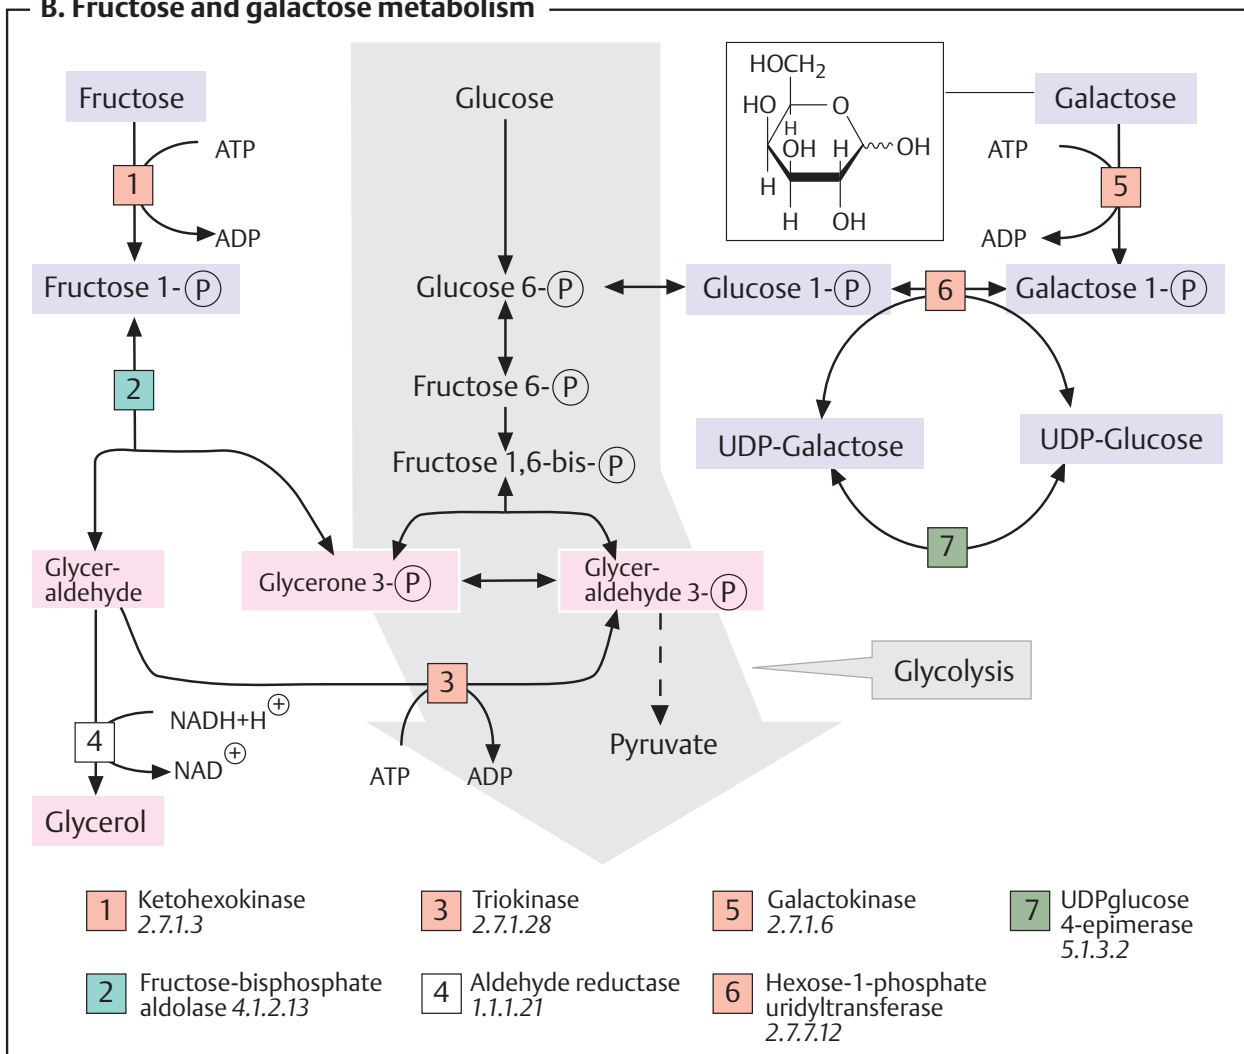 B. Fructose and galactose metabolism
Fructose
ATP
1
ADP
Fructose 1-P
2
Glycer-
aldehyde
NADH+H+
4
NAD+
Glycerol
Glucose
Glucose 6-P
Fructose 6-P
Fructose 1,6-bis-P
Glycerone 3-P
Glycer-
aldehyde 3-P
3
ATP
ADP
Pyruvate
Glycolysis
HOCH2
HO
O
H
OH
H
OH
H
H
OH
Galactose
ATP
5
ADP
Glucose 1-P
6
Galactose 1-P
UDP-Galactose
UDP-Glucose
7
1
Ketohexokinase
2.7.1.3
2
Fructose-bisphosphate
aldolase 4.1.2.13
3
Triokinase
2.7.1.28
4
Aldehyde reductase
1.1.1.21
5
Galactokinase
2.7.1.6
6
Hexose-1-phosphate
uridyltransferase
2.7.7.12
7
UDPglucose
4-epimerase
5.1.3.2